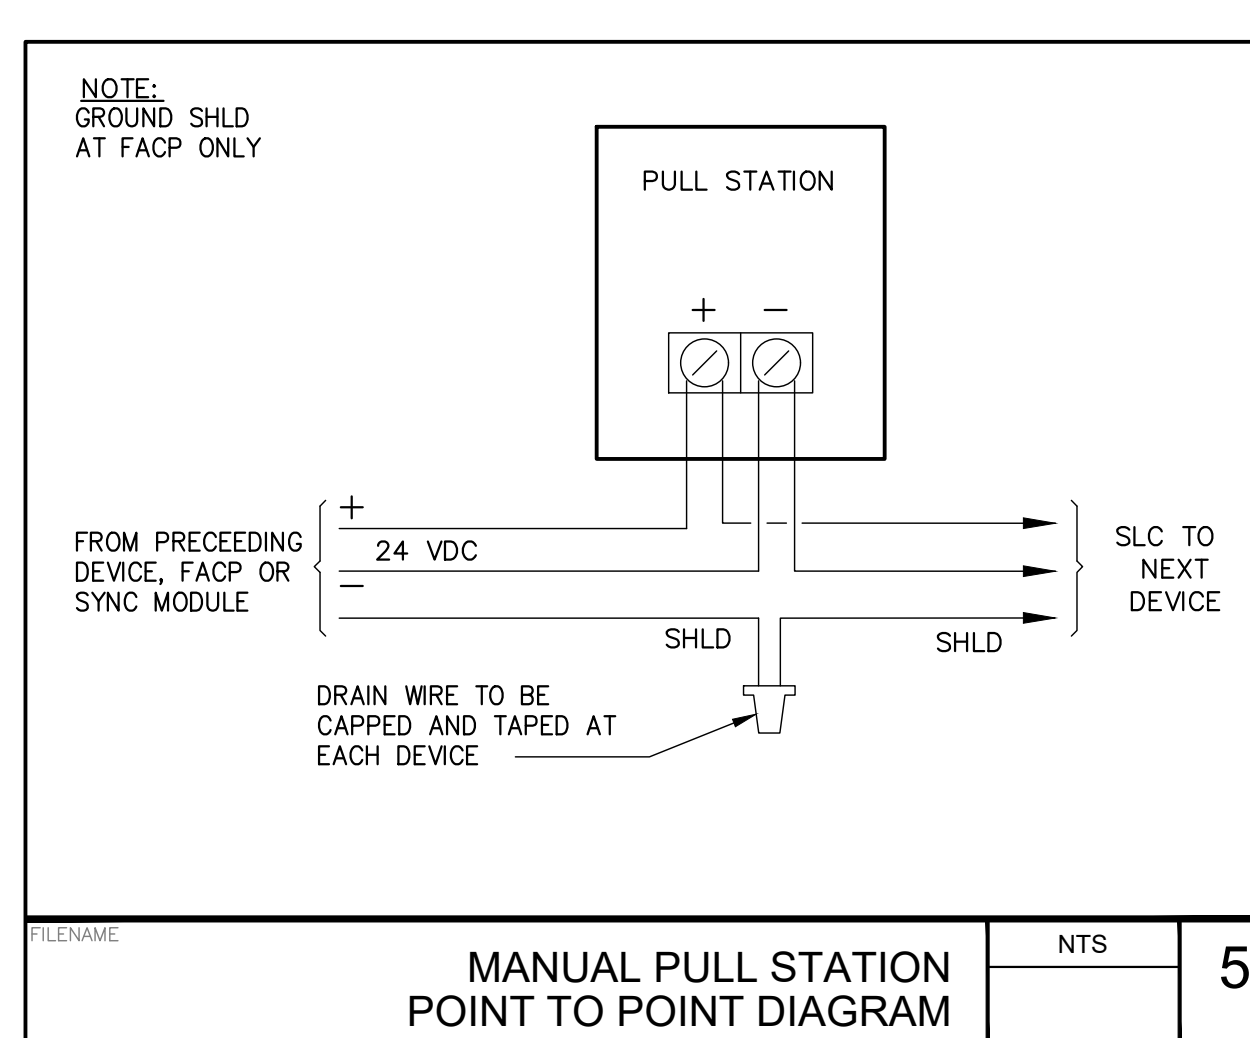 NOTE:
GROUND SHLD
AT FACP ONLY
PULL STATION
+ −
+
FROM PRECEEDING
DEVICE, FACP OR
SYNC MODULE
24 VDC
−
SLC TO
NEXT
DEVICE
SHLD
SHLD
DRAIN WIRE TO BE
CAPPED AND TAPED AT
EACH DEVICE
FILENAME
MANUAL PULL STATION
POINT TO POINT DIAGRAM
NTS
5